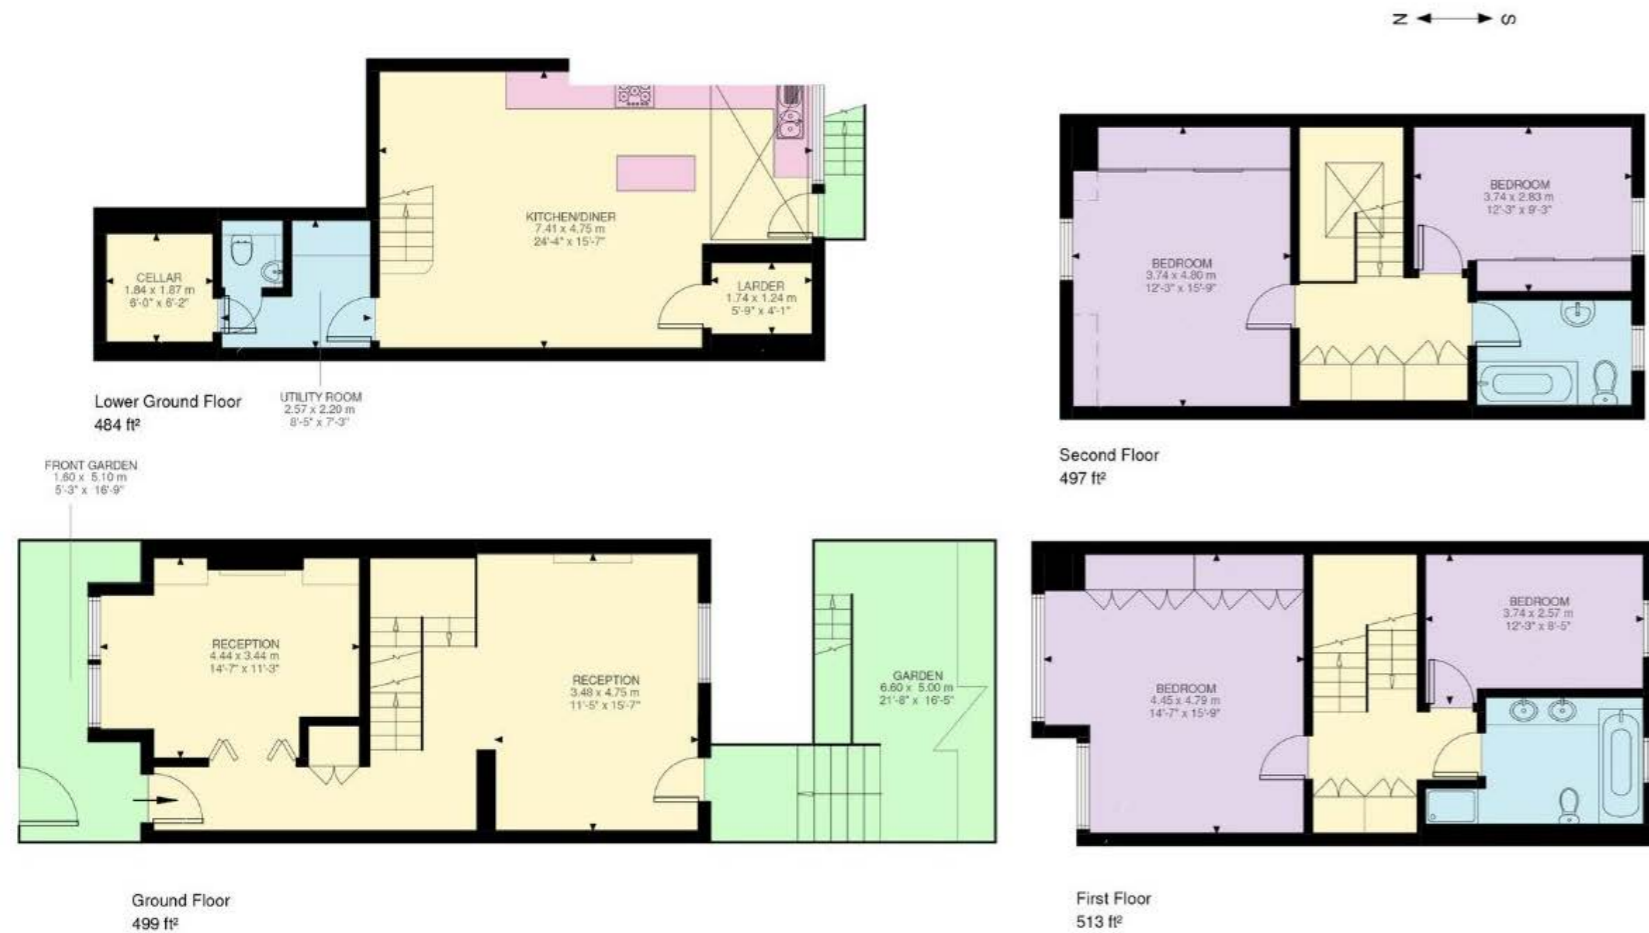 N S
KITCHEN/DINER
7.41 x 4.75 m
24'-4" x 15'-7"
CELLAR
1.84 x 1.87 m
6'-0" x 6'-2"
LARDER
1.74 x 1.24 m
5'-9" x 4'-1"
UTILITY ROOM
2.57 x 2.20 m
8'-5" x 7'-3"
Lower Ground Floor
484 ft²
BEDROOM
3.74 x 2.83 m
12'-3" x 9'-3"
BEDROOM
3.74 x 4.80 m
12'-3" x 15'-9"
Second Floor
497 ft²
FRONT GARDEN
1.60 x 5.10 m
5'-3" x 16'-9"
RECEPTION
4.44 x 3.44 m
14'-7" x 11'-3"
RECEPTION
3.48 x 4.75 m
11'-5" x 15'-7"
GARDEN
6.60 x 5.00 m
21'-8" x 16'-5"
Ground Floor
499 ft²
BEDROOM
3.74 x 2.57 m
12'-3" x 8'-5"
BEDROOM
4.45 x 4.79 m
14'-7" x 15'-9"
First Floor
513 ft²